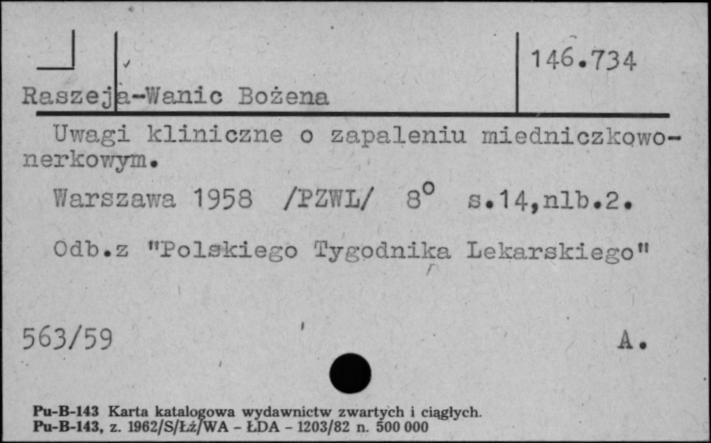 146.734
Raszeja-Wanic Bożena
Uwagi kliniczne o zapaleniu miedniczkowo-
nerkowym.
Warszawa 1958 /PZWL/ 8° s.14,nlb.2.
Odb.z "Polskiego Tygodnika Lekarskiego"
563/59 A.
Pu-B-143 Karta katalogowa wydawnictw zwartych i ciągłych.
Pu-B-143, z. 1962/S/Łż/WA - ŁDA - 1203/82 n. 500 000